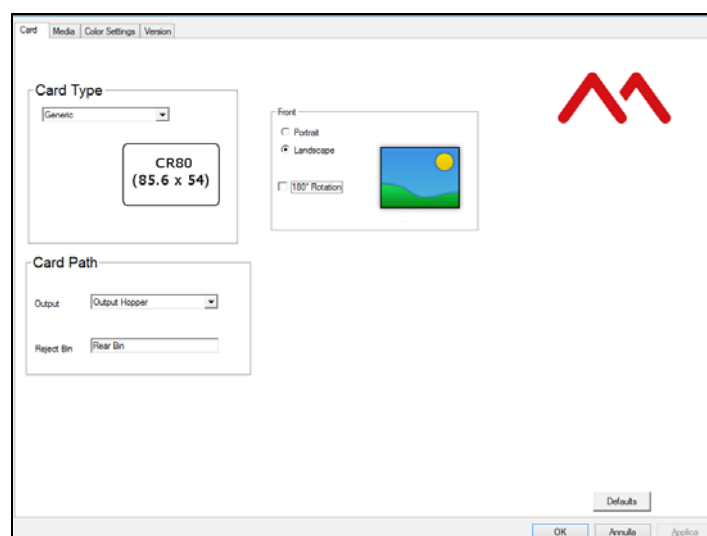 Card Media Color Settings Version
Card Type
Generic
CR80
(85.6 x 54)
Front
Portrait
Landscape
180° Rotation
Card Path
Output Output Hopper
Reject Bin Rear Bin
Defaults
OK Annulla Applica